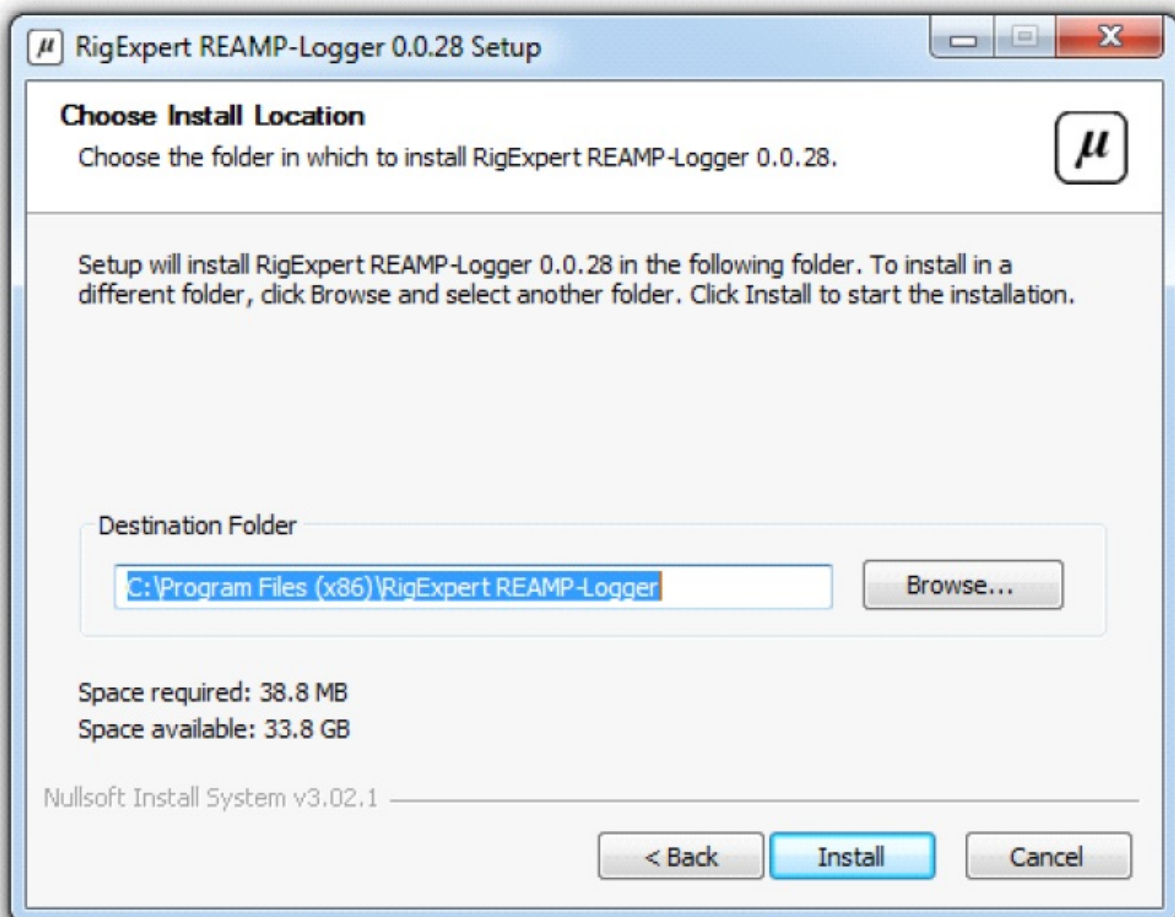 μ RigExpert REAMP-Logger 0.0.28 Setup
Choose Install Location
Choose the folder in which to install RigExpert REAMP-Logger 0.0.28.
μ
Setup will install RigExpert REAMP-Logger 0.0.28 in the following folder. To install in a
different folder, click Browse and select another folder. Click Install to start the installation.
Destination Folder
C:\Program Files (x86)\RigExpert REAMP-Logger
Browse...
Space required: 38.8 MB
Space available: 33.8 GB
Nullsoft Install System v3.02.1
< Back
Install
Cancel